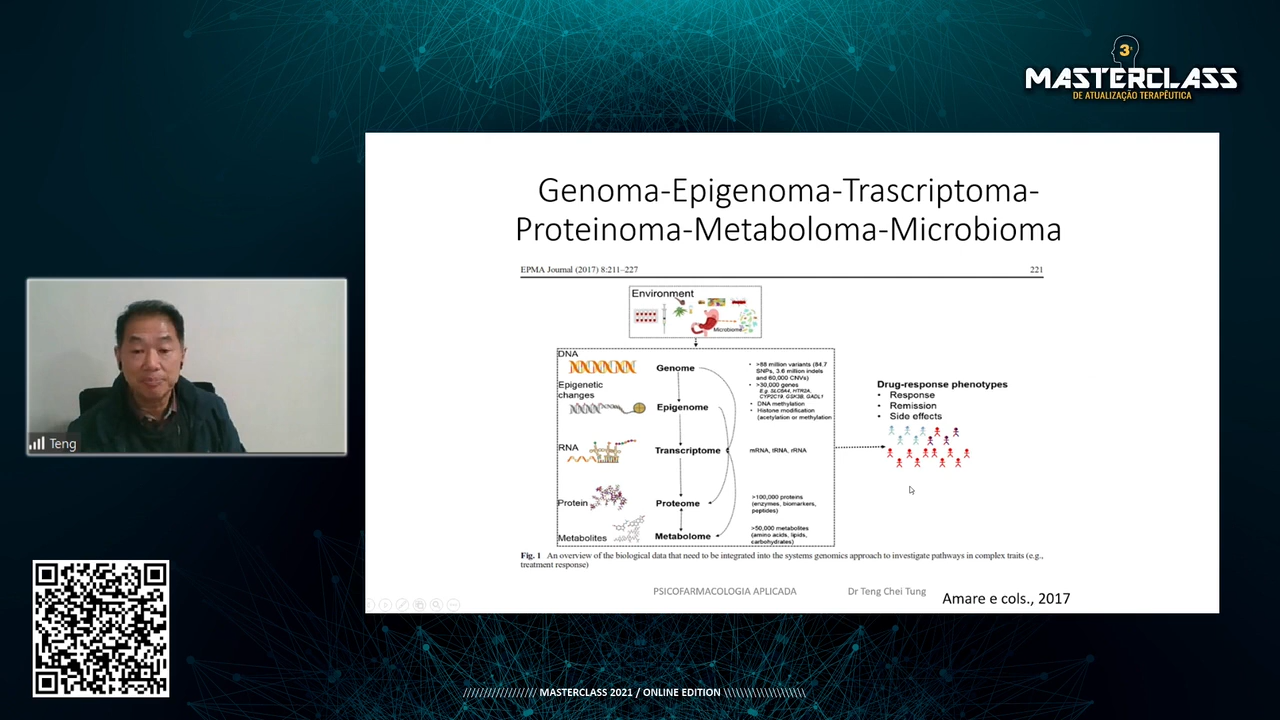 3ª
MASTERCLASS
DE ATUALIZAÇÃO TERAPÊUTICA
Genoma-Epigenoma-Trascriptoma-
Proteinoma-Metaboloma-Microbioma
EPMA Journal (2017) 8:211–227
221
Environment
Microbiome
DNA
Genome
Epigenetic
changes
Epigenome
RNA
Transcriptome
Protein
Proteome
Metabolites
Metabolome
• >88 million variants (84.7
SNPs, 3.6 million indels
and 60,000 CNVs)
• >30,000 genes
E.g. SLC6A4, HTR2A,
CYP2C19, GSK3B, GADL1
• DNA methylation
• Histone modification
(acetylation or methylation
mRNA, tRNA, rRNA
>100,000 proteins
(enzymes, biomarkers,
peptides)
>50,000 metabolites
(amino acids, lipids,
carbohydrates)
Drug-response phenotypes
• Response
• Remission
• Side effects
Fig. 1 An overview of the biological data that need to be integrated into the systems genomics approach to investigate pathways in complex traits (e.g.,
treatment response)
PSICOFARMACOLOGIA APLICADA
Dr Teng Chei Tung
Amare e cols., 2017
Teng
////////////////// MASTERCLASS 2021 / ONLINE EDITION \\\\\\\\\\\\\\\\\\